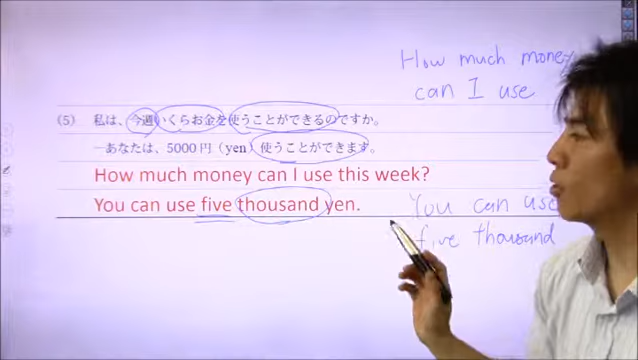 How much money
can I use
(5) 私は、今週いくらお金を使うことができるのですか。
−あなたは、5000円(yen)使うことができます。
How much money can I use this week?
You can use five thousand yen.
You can use
five thousand